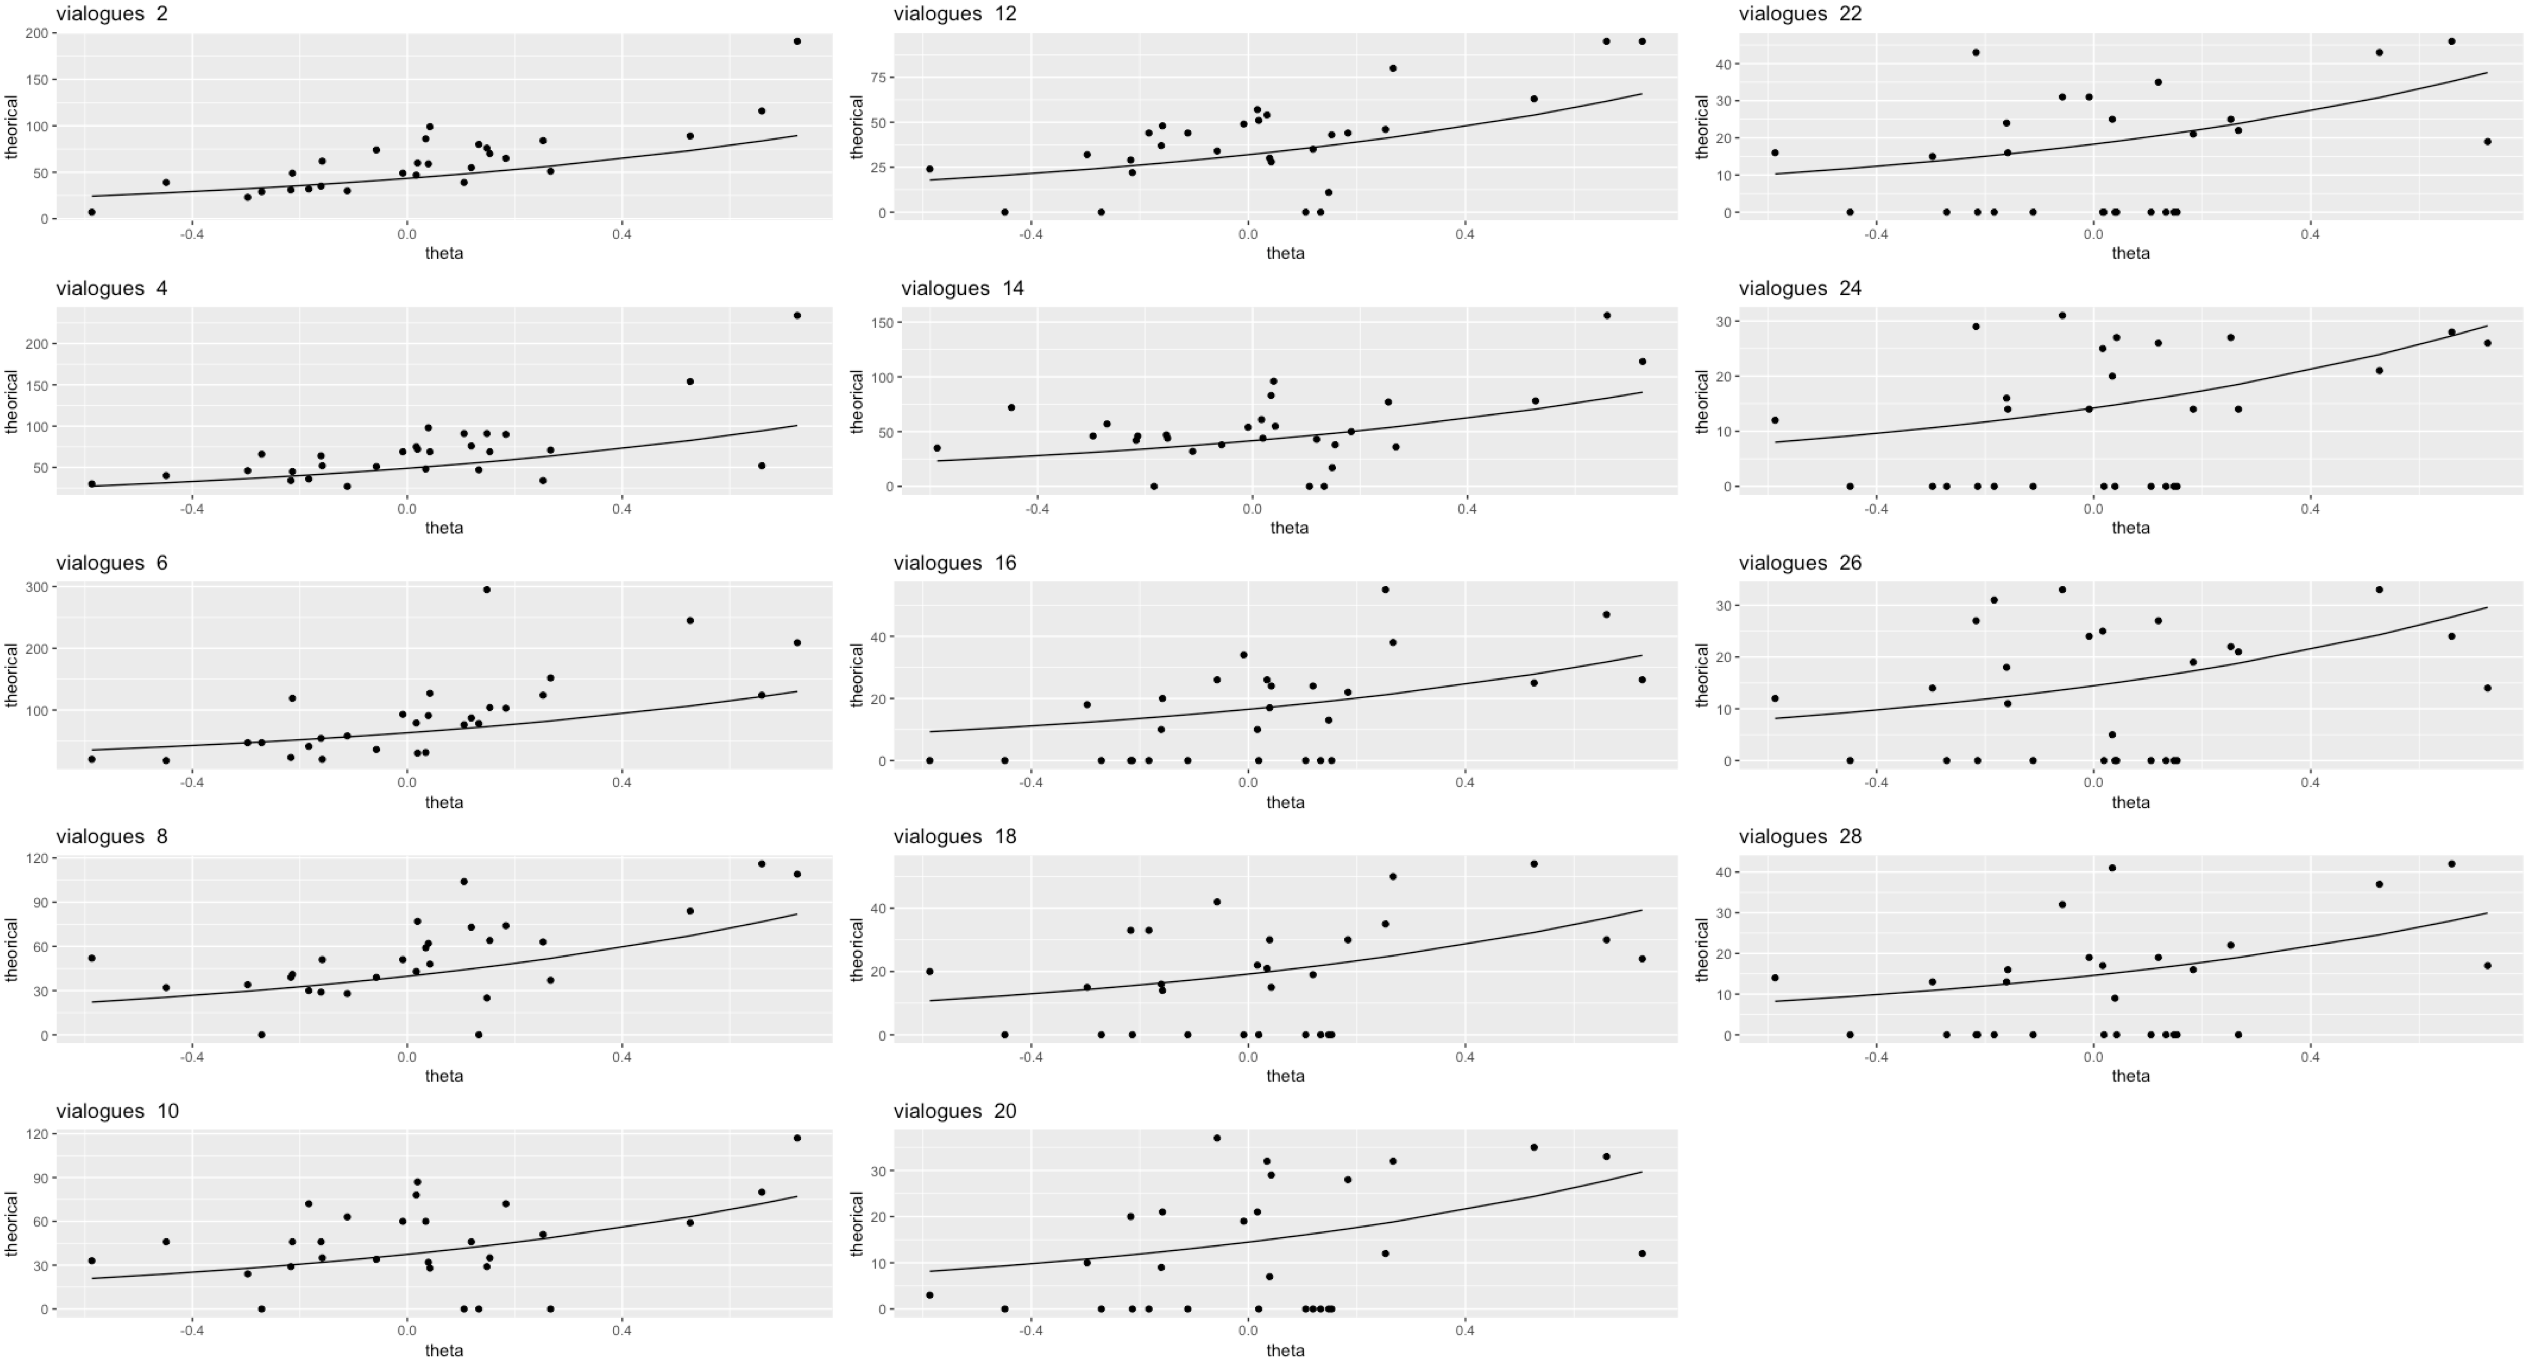 vialogues 2
200
150
100
50
0
theorical
-0.4 0.0 0.4
theta
vialogues 12
75
50
25
0
theorical
-0.4 0.0 0.4
theta
vialogues 22
40
30
20
10
0
theorical
-0.4 0.0 0.4
theta
vialogues 4
200
150
100
50
theorical
-0.4 0.0 0.4
theta
vialogues 14
150
100
50
0
theorical
-0.4 0.0 0.4
theta
vialogues 24
30
20
10
0
theorical
-0.4 0.0 0.4
theta
vialogues 6
300
200
100
theorical
-0.4 0.0 0.4
theta
vialogues 16
40
20
0
theorical
-0.4 0.0 0.4
theta
vialogues 26
30
20
10
0
theorical
-0.4 0.0 0.4
theta
vialogues 8
120
90
60
30
0
theorical
-0.4 0.0 0.4
theta
vialogues 18
40
20
0
theorical
-0.4 0.0 0.4
theta
vialogues 28
40
30
20
10
0
theorical
-0.4 0.0 0.4
theta
vialogues 10
120
90
60
30
0
theorical
-0.4 0.0 0.4
theta
vialogues 20
30
20
10
0
theorical
-0.4 0.0 0.4
theta